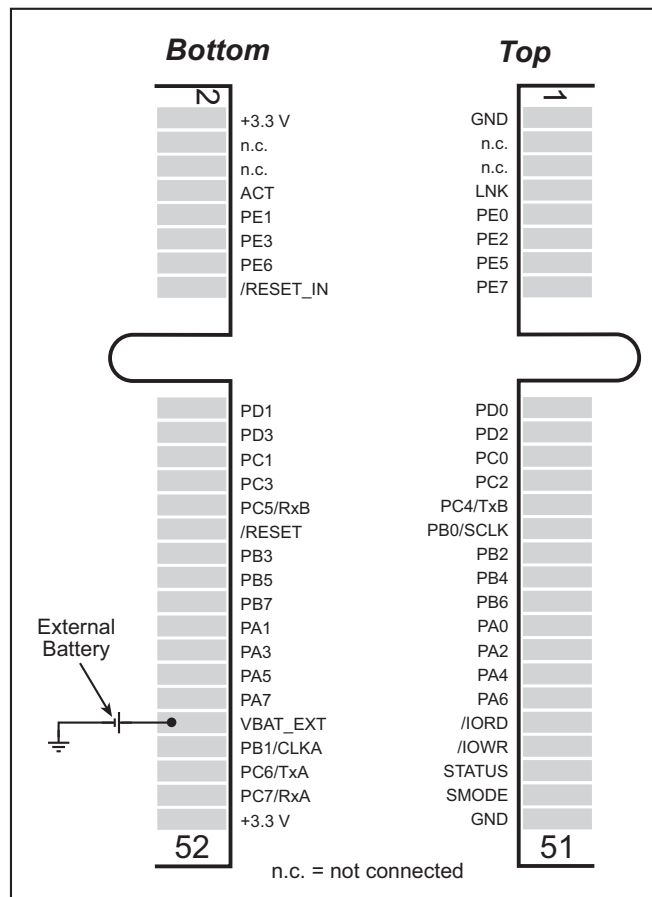 Bottom Top
2 1
+3.3 V GND
n.c. n.c.
n.c. n.c.
ACT LNK
PE1 PE0
PE3 PE2
PE6 PE5
/RESET_IN PE7
PD1 PD0
PD3 PD2
PC1 PC0
PC3 PC2
PC5/RxB PC4/TxB
/RESET PB0/SCLK
PB3 PB2
PB5 PB4
PB7 PB6
External
Battery
PA1 PA0
PA3 PA2
PA5 PA4
PA7 PA6
VBAT_EXT /IORD
PB1/CLKA /IOWR
PC6/TxA STATUS
PC7/RxA SMODE
+3.3 V GND
52 51
n.c. = not connected